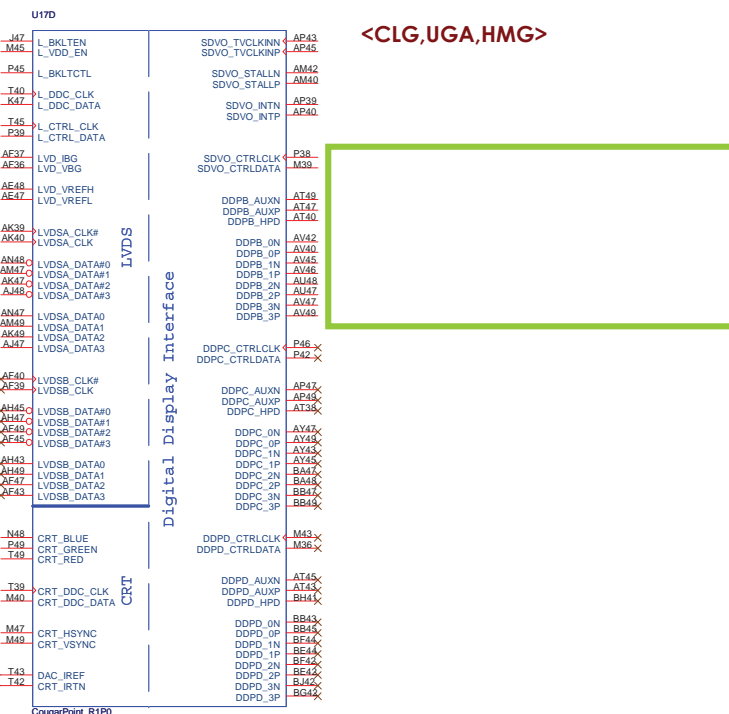 U17D
<CLG,UGA,HMG>
J47 L_BKLTEN
M45 L_VDD_EN
P45 L_BKLTCTL
T40 L_DDC_CLK
K47 L_DDC_DATA
T45 L_CTRL_CLK
P39 L_CTRL_DATA
AF37 LVD_IBG
AF36 LVD_VBG
AE48 LVD_VREFH
AE47 LVD_VREFL
AK39 LVDSA_CLK#
AK40 LVDSA_CLK
AN48 LVDSA_DATA#0
AM47 LVDSA_DATA#1
AK47 LVDSA_DATA#2
AJ48 LVDSA_DATA#3
AN47 LVDSA_DATA0
AM49 LVDSA_DATA1
AK49 LVDSA_DATA2
AJ47 LVDSA_DATA3
AF40 LVDSB_CLK#
AF39 LVDSB_CLK
AH45 LVDSB_DATA#0
AH47 LVDSB_DATA#1
AF49 LVDSB_DATA#2
AF45 LVDSB_DATA#3
AH43 LVDSB_DATA0
AH49 LVDSB_DATA1
AF47 LVDSB_DATA2
AF43 LVDSB_DATA3
N48 CRT_BLUE
P49 CRT_GREEN
T49 CRT_RED
T39 CRT_DDC_CLK
M40 CRT_DDC_DATA
M47 CRT_HSYNC
M49 CRT_VSYNC
T43 DAC_IREF
T42 CRT_IRTN
LVDS
CRT
Digital Display Interface
SDVO_TVCLKINN AP43
SDVO_TVCLKINP AP45
SDVO_STALLN AM42
SDVO_STALLP AM40
SDVO_INTN AP39
SDVO_INTP AP40
SDVO_CTRLCLK P38
SDVO_CTRLDATA M39
DDPB_AUXN AT49
DDPB_AUXP AT47
DDPB_HPD AT40
DDPB_0N AV42
DDPB_0P AV40
DDPB_1N AV45
DDPB_1P AV46
DDPB_2N AU48
DDPB_2P AU47
DDPB_3N AV47
DDPB_3P AV49
DDPC_CTRLCLK P46
DDPC_CTRLDATA P42
DDPC_AUXN AP47
DDPC_AUXP AP49
DDPC_HPD AT38
DDPC_0N AY47
DDPC_0P AY49
DDPC_1N AY43
DDPC_1P AY45
DDPC_2N BA47
DDPC_2P BA48
DDPC_3N BB47
DDPC_3P BB49
DDPD_CTRLCLK M43
DDPD_CTRLDATA M36
DDPD_AUXN AT45
DDPD_AUXP AT43
DDPD_HPD BH41
DDPD_0N BB43
DDPD_0P BB45
DDPD_1N BF44
DDPD_1P BE44
DDPD_2N BF42
DDPD_2P BE42
DDPD_3N BJ42
DDPD_3P BG42
CougarPoint_R1P0